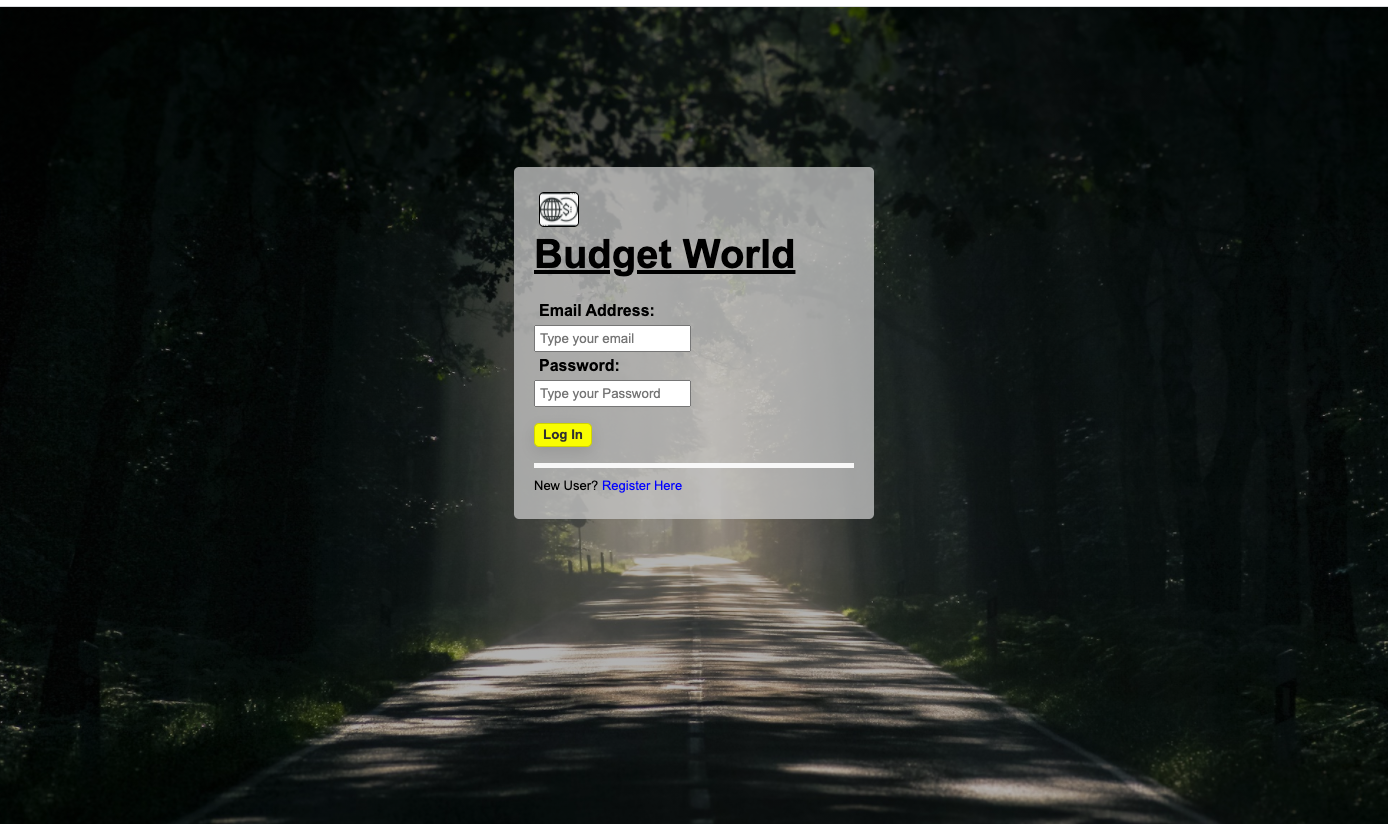 $
Budget World
Email Address:
Type your email
Password:
Type your Password
Log In
New User? Register Here